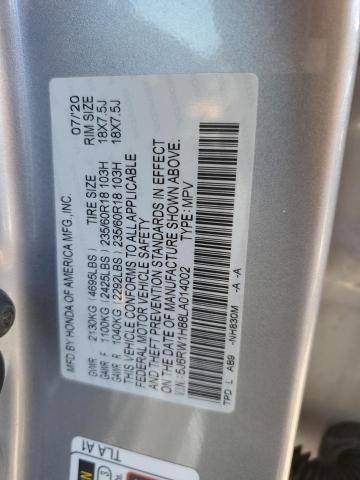 MFD BY HONDA OF AMERICA MFG.,INC. 07/20
TIRE SIZE RIM SIZE
GVWR 2130KG (4695LBS)
GAWR F 1100KG (2425LBS) 235/60R18 103H 18X7.5J
GAWR R 1040KG (2292LBS) 235/60R18 103H 18X7.5J
THIS VEHICLE CONFORMS TO ALL APPLICABLE
FEDERAL MOTOR VEHICLE SAFETY
AND THEFT PREVENTION STANDARDS IN EFFECT
ON THE DATE OF MANUFACTURE SHOWN ABOVE.
V.I.N.:5J6RW1H88LA014002 TYPE:MPV
TPD L AB9 -NH830M -A -A
TLA A1